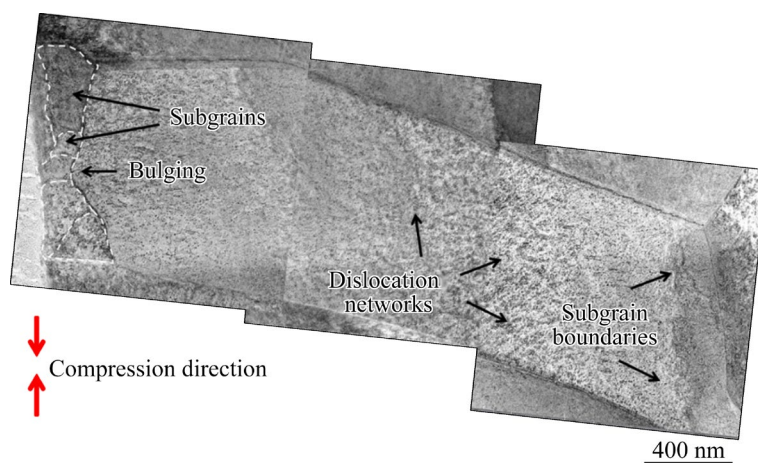 Subgrains
Bulging
Dislocation
networks
Subgrain
boundaries
Compression direction
400 nm